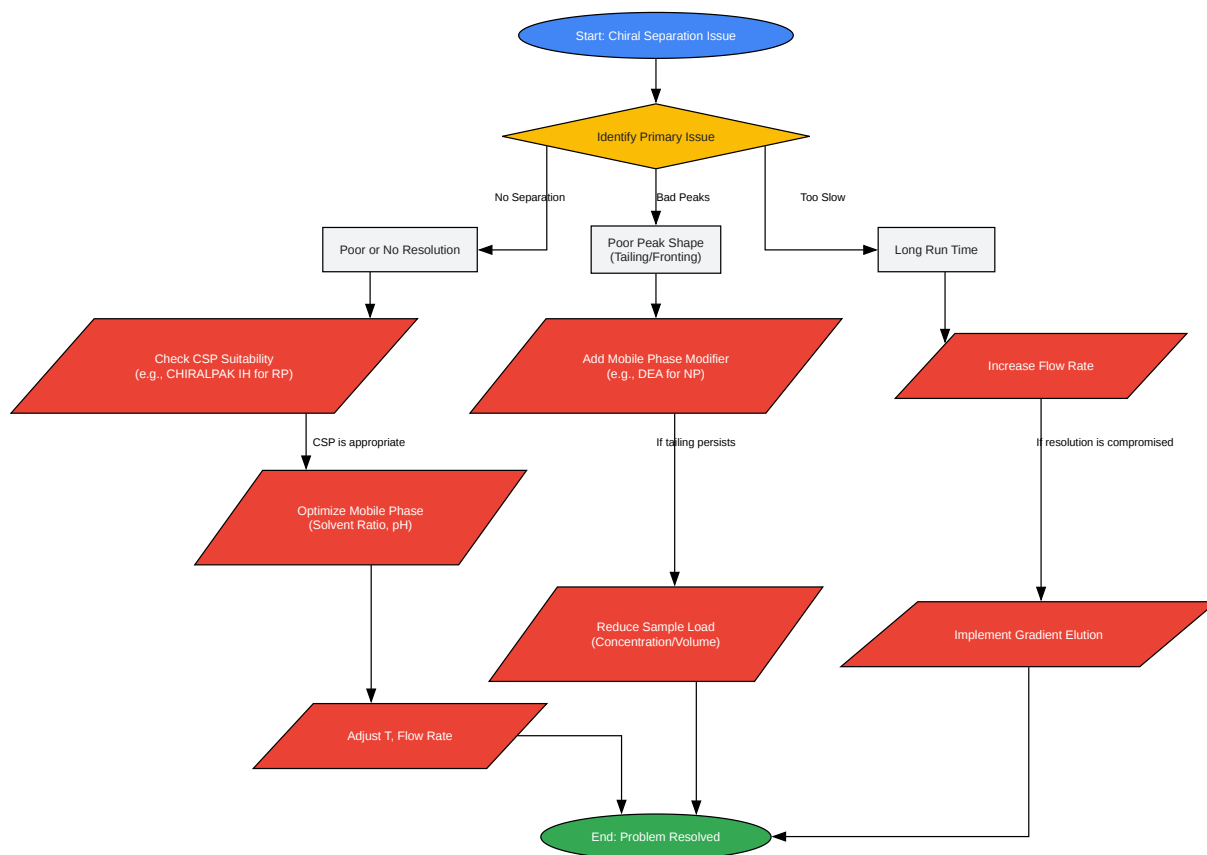 Start: Chiral Separation Issue
Identify Primary Issue
No Separation
Bad Peaks
Too Slow
Poor or No Resolution
Poor Peak Shape
(Tailing/Fronting)
Long Run Time
Check CSP Suitability
(e.g., CHIRALPAK IH for RP)
Add Mobile Phase Modifier
(e.g., DEA for NP)
Increase Flow Rate
CSP is appropriate
If tailing persists
If resolution is compromised
Optimize Mobile Phase
(Solvent Ratio, pH)
Reduce Sample Load
(Concentration/Volume)
Implement Gradient Elution
Adjust T, Flow Rate
End: Problem Resolved